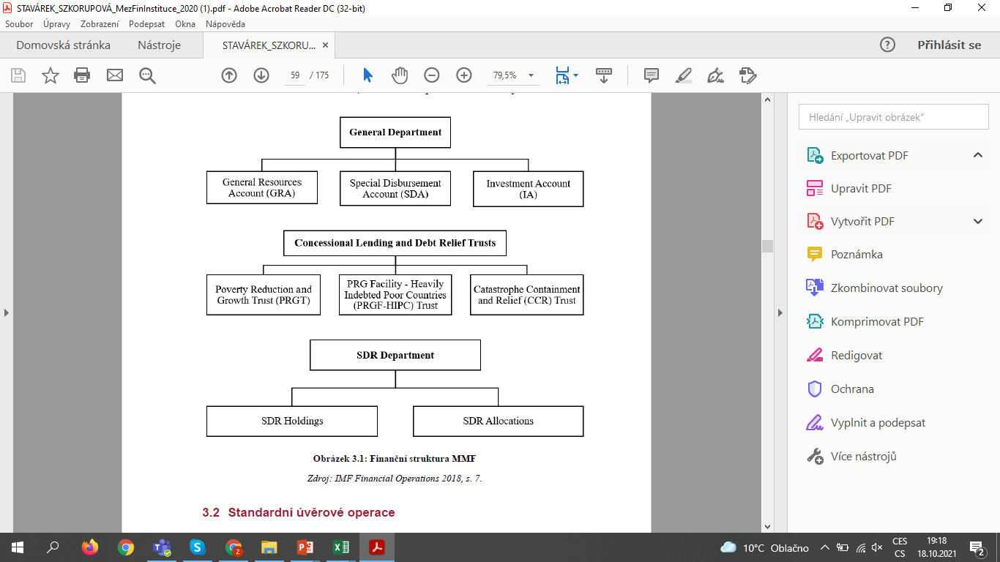 STAVÁREK_SZKORUPOVÁ_MezFinInstituce_2020 (1).pdf - Adobe Acrobat Reader DC (32-bit)
Soubor Úpravy Zobrazení Podepsat Okna Nápověda
Domovská stránka Nástroje STAVÁREK_SZKORU... × Přihlásit se
59 / 175 79,5%
General Department
General Resources
Account (GRA)
Special Disbursement
Account (SDA)
Investment Account
(IA)
Concessional Lending and Debt Relief Trusts
Poverty Reduction and
Growth Trust (PRGT)
PRG Facility - Heavily
Indebted Poor Countries
(PRGF-HIPC) Trust
Catastrophe Containment
and Relief (CCR) Trust
SDR Department
SDR Holdings
SDR Allocations
Obrázek 3.1: Finanční struktura MMF
Zdroj: IMF Financial Operations 2018, s. 7.
3.2 Standardní úvěrové operace
Hledání „Upravit obrázek“
Exportovat PDF
Upravit PDF
Vytvořit PDF
Poznámka
Zkombinovat soubory
Komprimovat PDF
Redigovat
Ochrana
Vyplnit a podepsat
Více nástrojů
10°C Oblačno
CES
CS
19:18
18.10.2021
2